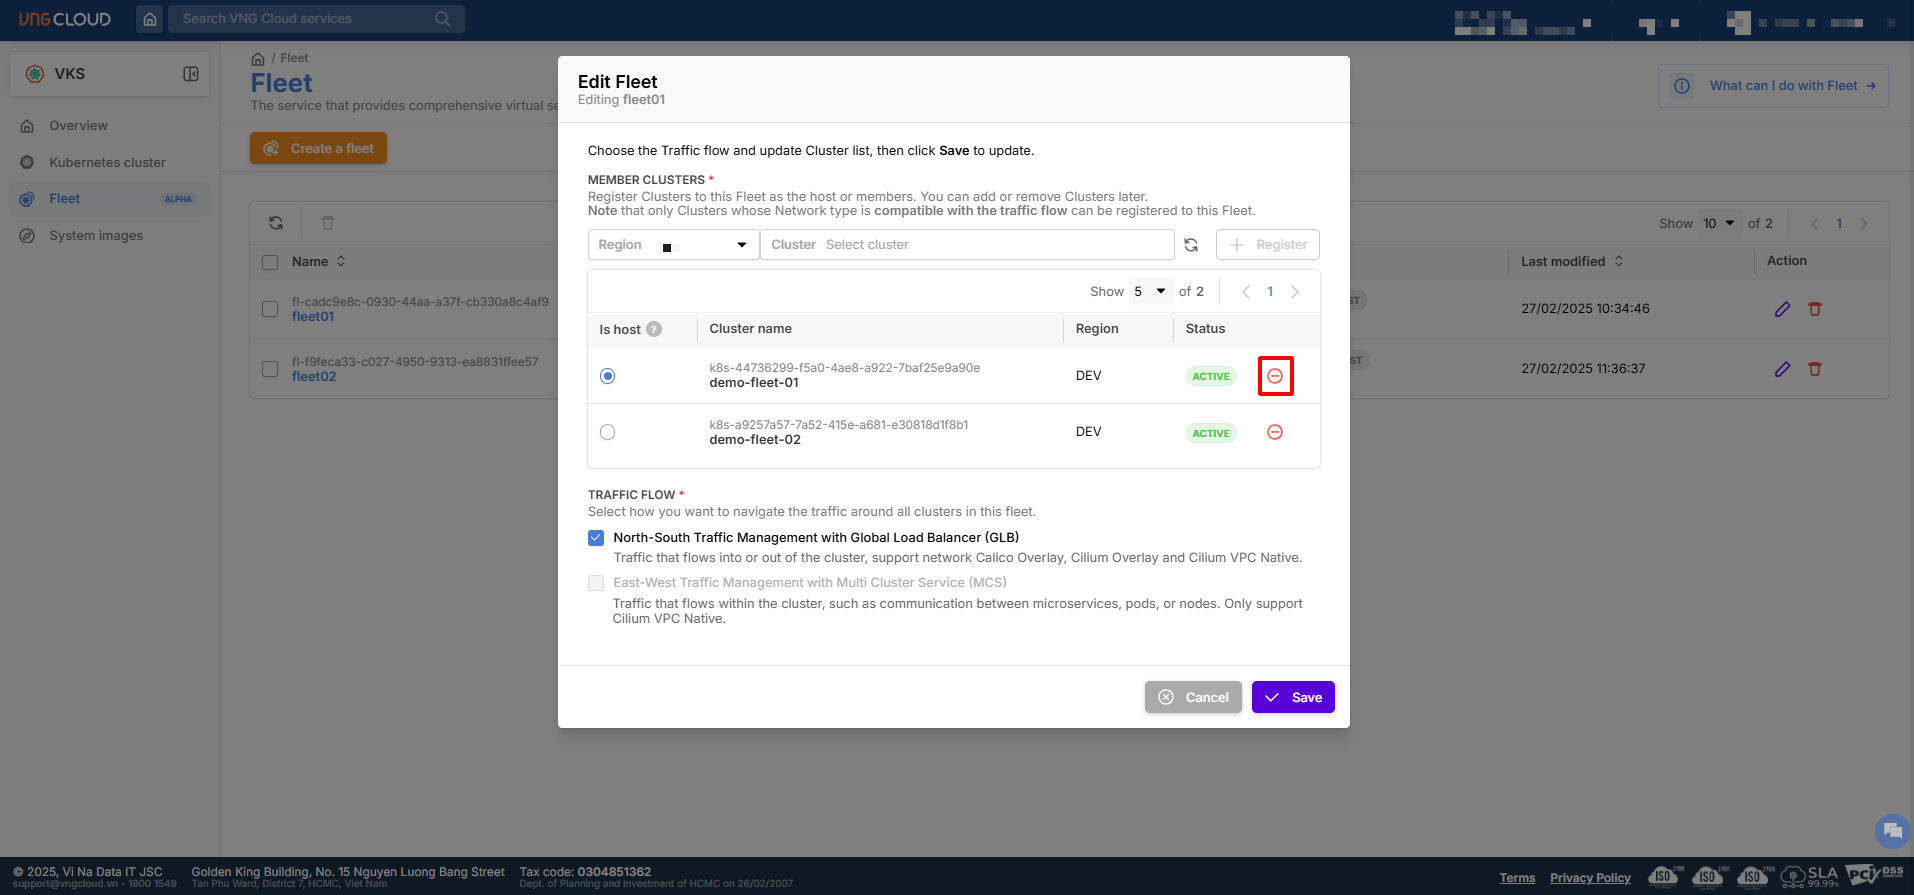 VNG CLOUD
Search VNG Cloud services
VKS
Overview
Kubernetes cluster
Fleet ALPHA
System images
/ Fleet
Fleet
The service that provides comprehensive virtual se
What can I do with Fleet
Create a fleet
Show 10 of 2 1
Name Last modified Action
fl-cadc9e8c-0930-44aa-a37f-cb330a8c4af9
fleet01
ST
27/02/2025 10:34:46
fl-f9feca33-c027-4950-9313-ea8831ffee57
fleet02
ST
27/02/2025 11:36:37
Edit Fleet
Editing fleet01
Choose the Traffic flow and update Cluster list, then click Save to update.
MEMBER CLUSTERS *
Register Clusters to this Fleet as the host or members. You can add or remove Clusters later.
Note that only Clusters whose Network type is compatible with the traffic flow can be registered to this Fleet.
Region Cluster Select cluster Register
Show 5 of 2 1
Is host ? Cluster name Region Status
k8s-44736299-f5a0-4ae8-a922-7baf25e9a90e
demo-fleet-01 DEV ACTIVE
k8s-a9257a57-7a52-415e-a681-e30818d1f8b1
demo-fleet-02 DEV ACTIVE
TRAFFIC FLOW *
Select how you want to navigate the traffic around all clusters in this fleet.
North-South Traffic Management with Global Load Balancer (GLB)
Traffic that flows into or out of the cluster, support network Calico Overlay, Cilium Overlay and Cilium VPC Native.
East-West Traffic Management with Multi Cluster Service (MCS)
Traffic that flows within the cluster, such as communication between microservices, pods, or nodes. Only support
Cilium VPC Native.
Cancel Save
© 2025, Vi Na Data IT JSC
support@vngcloud.vn - 1900 1549
Golden King Building, No. 15 Nguyen Luong Bang Street
Tan Phu Ward, District 7, HCMC, Viet Nam
Tax code: 0304851362
Dept. of Planning and Investment of HCMC on 26/02/2007
Terms Privacy Policy ISO ISO ISO SLA 99.99% PCI DSS